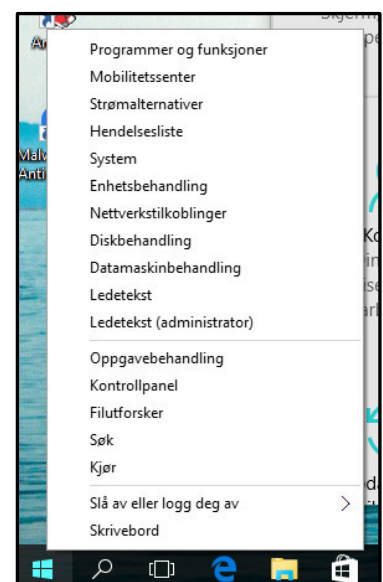 Programmer og funksjoner
Mobilitetssenter
Strømalternativer
Hendelsesliste
System
Enhetsbehandling
Nettverkstilkoblinger
Diskbehandling
Datamaskinbehandling
Ledetekst
Ledetekst (administrator)
Oppgavebehandling
Kontrollpanel
Filutforsker
Søk
Kjør
Slå av eller logg deg av
Skrivebord